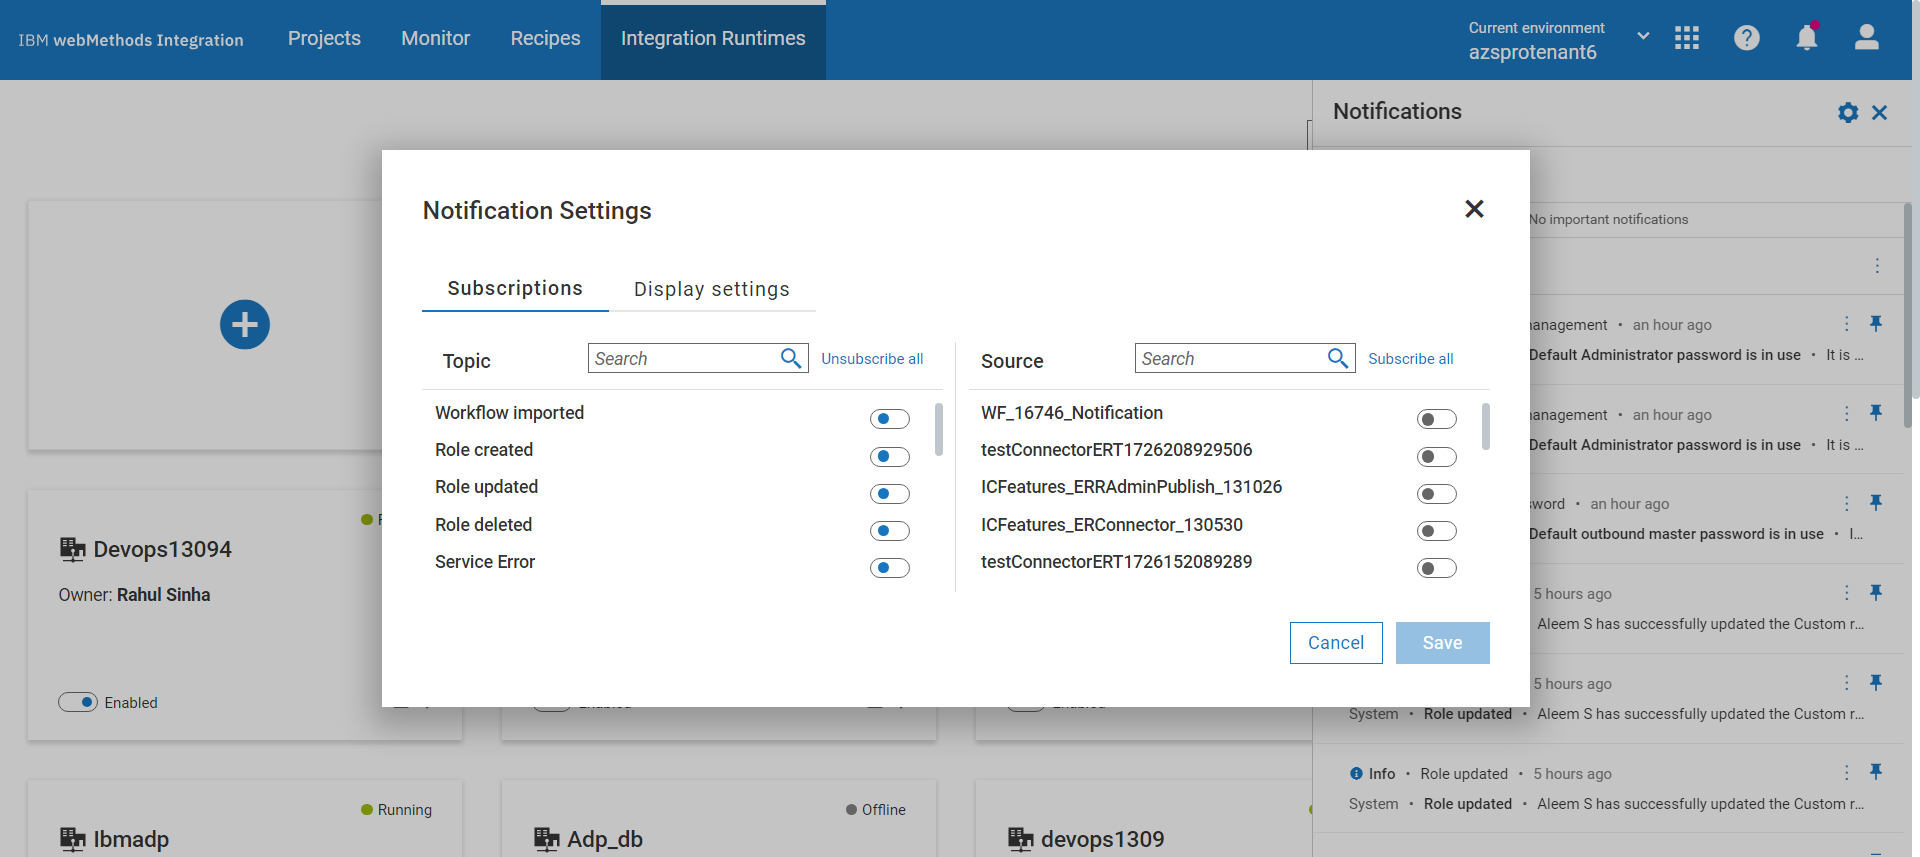 IBM webMethods Integration
Projects
Monitor
Recipes
Integration Runtimes
Current environment
azsprotenant6
Notifications
No important notifications
Notification Settings
Subscriptions
Display settings
Topic
Search
Unsubscribe all
Source
Search
Subscribe all
Workflow imported
Role created
Role updated
Role deleted
Service Error
WF_16746_Notification
testConnectorERT1726208929506
ICFeatures_ERRAdminPublish_131026
ICFeatures_ERConnector_130530
testConnectorERT1726152089289
Cancel
Save
anagement • an hour ago
Default Administrator password is in use • It is ...
anagement • an hour ago
Default Administrator password is in use • It is ...
sword • an hour ago
Default outbound master password is in use • I...
5 hours ago
Aleem S has successfully updated the Custom r...
5 hours ago
System • Role updated • Aleem S has successfully updated the Custom r...
Info • Role updated • 5 hours ago
System • Role updated • Aleem S has successfully updated the Custom r...
Devops13094
Owner: Rahul Sinha
Enabled
Running
Ibmadp
Offline
Adp_db
devops1309